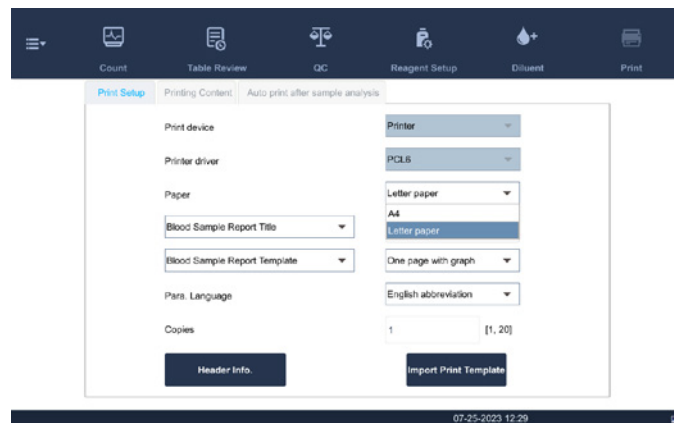 Count Table Review QC Reagent Setup Diluent Print
Print Setup Printing Content Auto print after sample analysis
Print device Printer
Printer driver PCL6
Paper Letter paper
A4
Blood Sample Report Title Letter paper
Blood Sample Report Template One page with graph
Para. Language English abbreviation
Copies 1 [1, 20]
Header Info. Import Print Template
07-25-2023 12:29